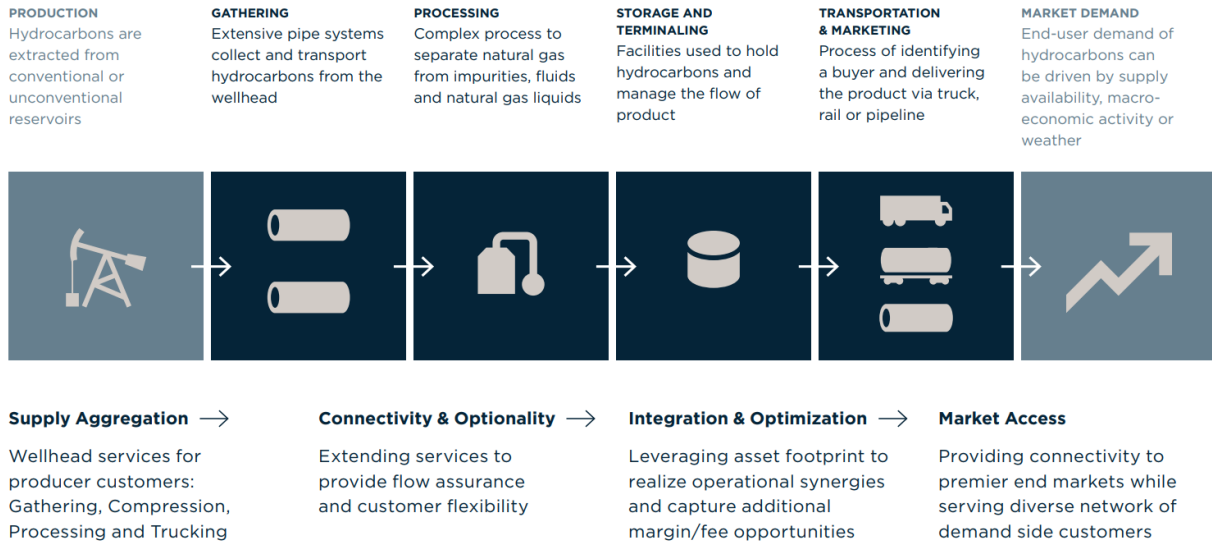 PRODUCTION
Hydrocarbons are
extracted from
conventional or
unconventional
reservoirs
GATHERING
Extensive pipe systems
collect and transport
hydrocarbons from the
wellhead
PROCESSING
Complex process to
separate natural gas
from impurities, fluids
and natural gas liquids
STORAGE AND
TERMINALING
Facilities used to hold
hydrocarbons and
manage the flow of
product
TRANSPORTATION
& MARKETING
Process of identifying
a buyer and delivering
the product via truck,
rail or pipeline
MARKET DEMAND
End-user demand of
hydrocarbons can
be driven by supply
availability, macro-
economic activity or
weather
Supply Aggregation
Wellhead services for
producer customers:
Gathering, Compression,
Processing and Trucking
Connectivity & Optionality
Extending services to
provide flow assurance
and customer flexibility
Integration & Optimization
Leveraging asset footprint to
realize operational synergies
and capture additional
margin/fee opportunities
Market Access
Providing connectivity to
premier end markets while
serving diverse network of
demand side customers